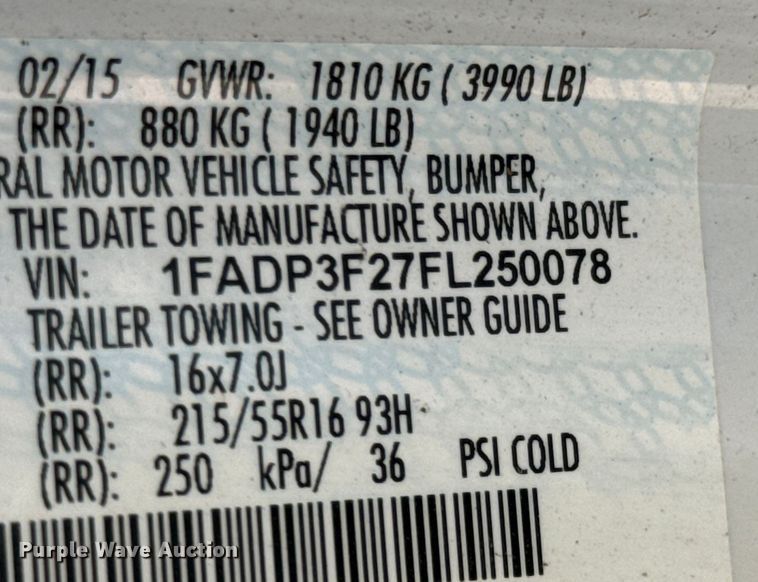 02/15 GVWR: 1810 KG ( 3990 LB)
(RR): 880 KG ( 1940 LB)
RAL MOTOR VEHICLE SAFETY, BUMPER,
THE DATE OF MANUFACTURE SHOWN ABOVE.
VIN: 1FADP3F27FL250078
TRAILER TOWING - SEE OWNER GUIDE
(RR): 16x7.0J
(RR): 215/55R16 93H
(RR): 250 kPa/ 36 PSI COLD
Purple Wave Auction